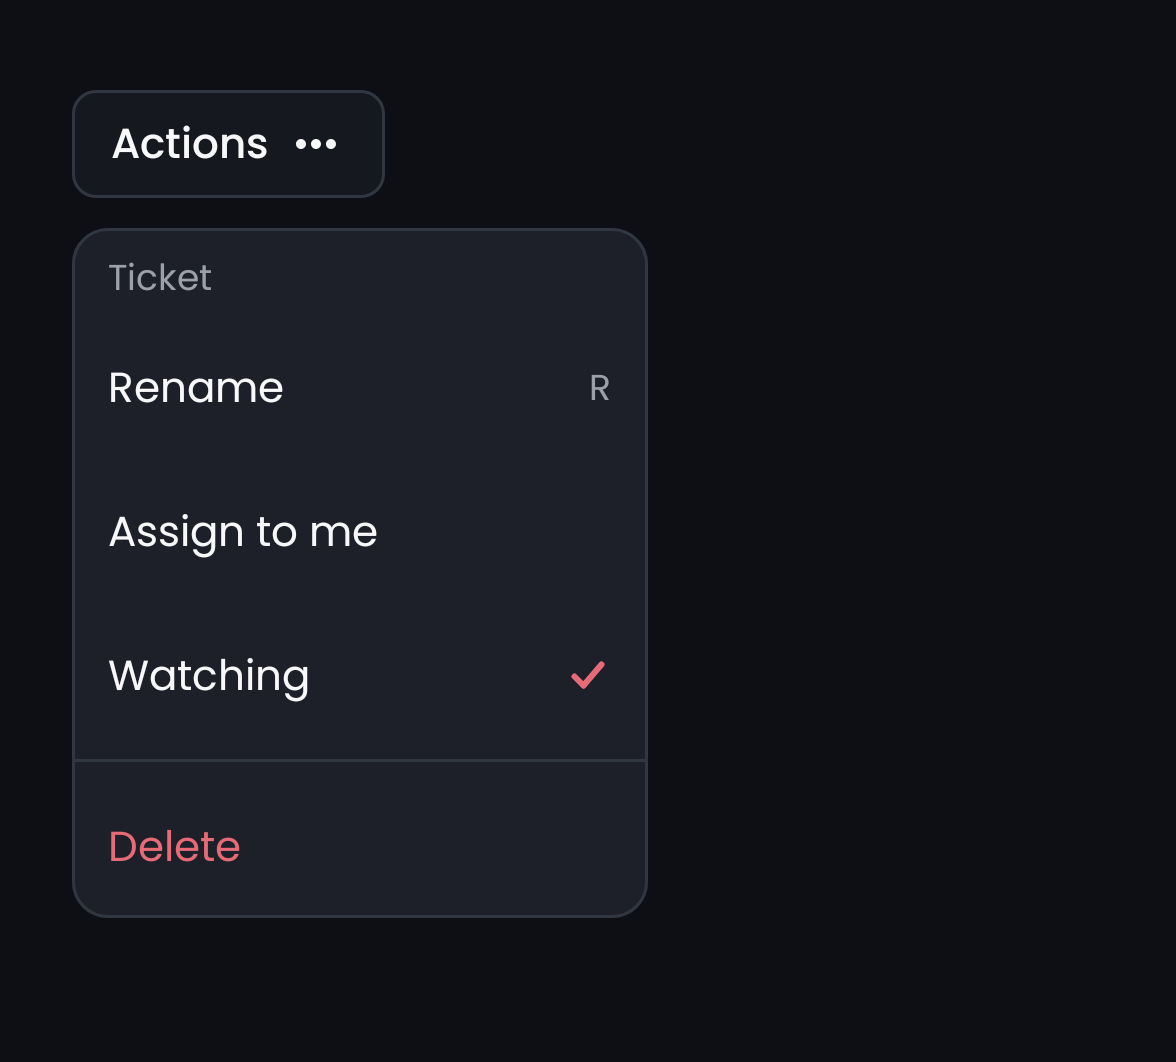 Actions
Ticket
Rename R
Assign to me
Watching
Delete